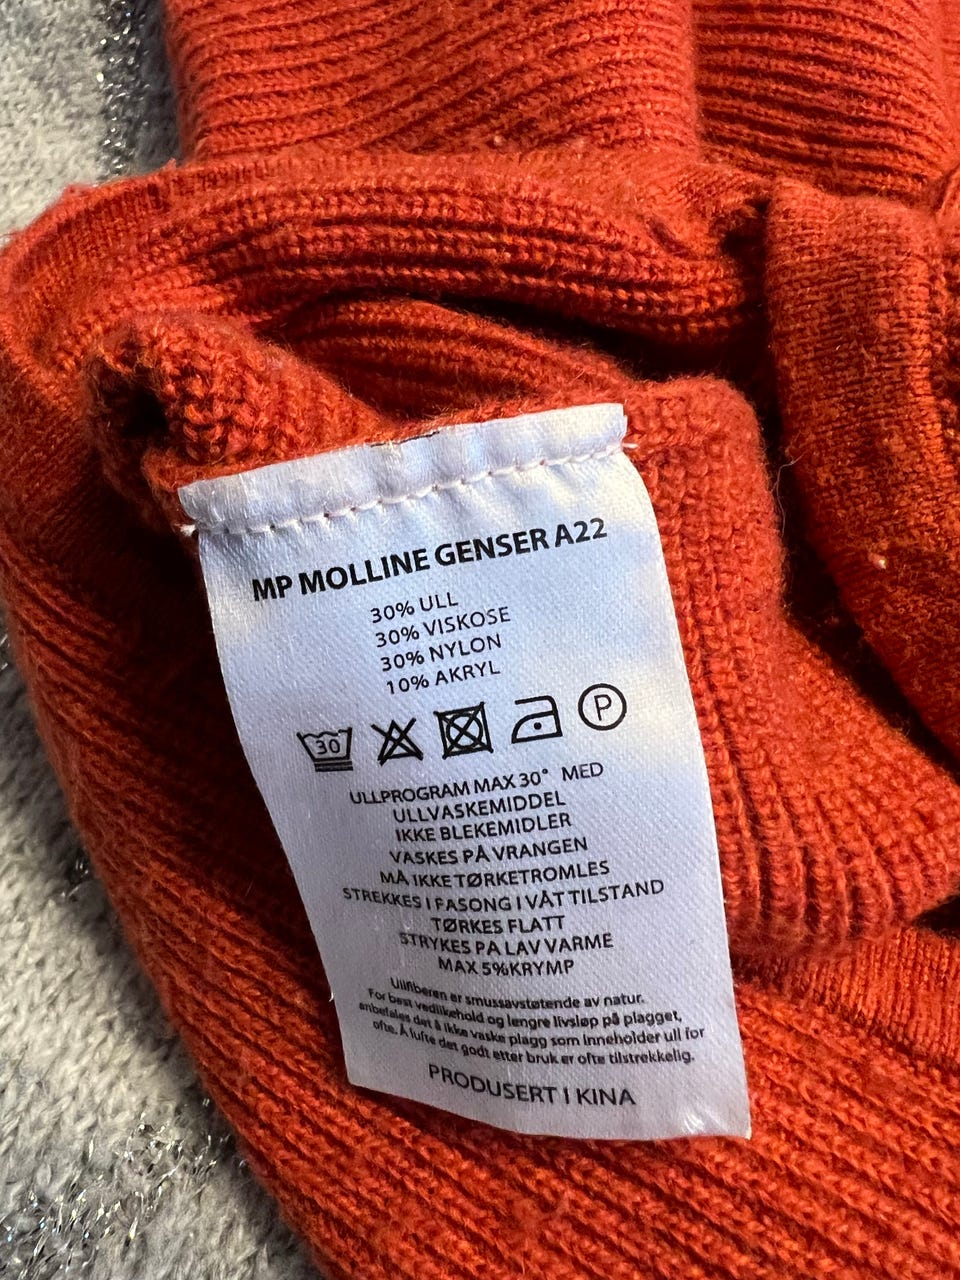 MP MOLLINE GENSER A22
30% ULL
30% VISKOSE
30% NYLON
10% AKRYL
30 P
ULLPROGRAM MAX 30° MED
ULLVASKEMIDDEL
IKKE BLEKEMIDLER
VASKES PÅ VRANGEN
MÅ IKKE TØRKETROMLES
STREKKES I FASONG I VÅT TILSTAND
TØRKES FLATT
STRYKES PA LAV VARME
MAX 5%KRYMP
Ullfiberen er smussavstøtende av natur.
For best vedlikehold og lengre livsløp på plagget,
anbefales det å ikke vaske plagg som inneholder ull for
ofte. Å lufte det godt etter bruk er ofte tilstrekkelig.
PRODUSERT I KINA